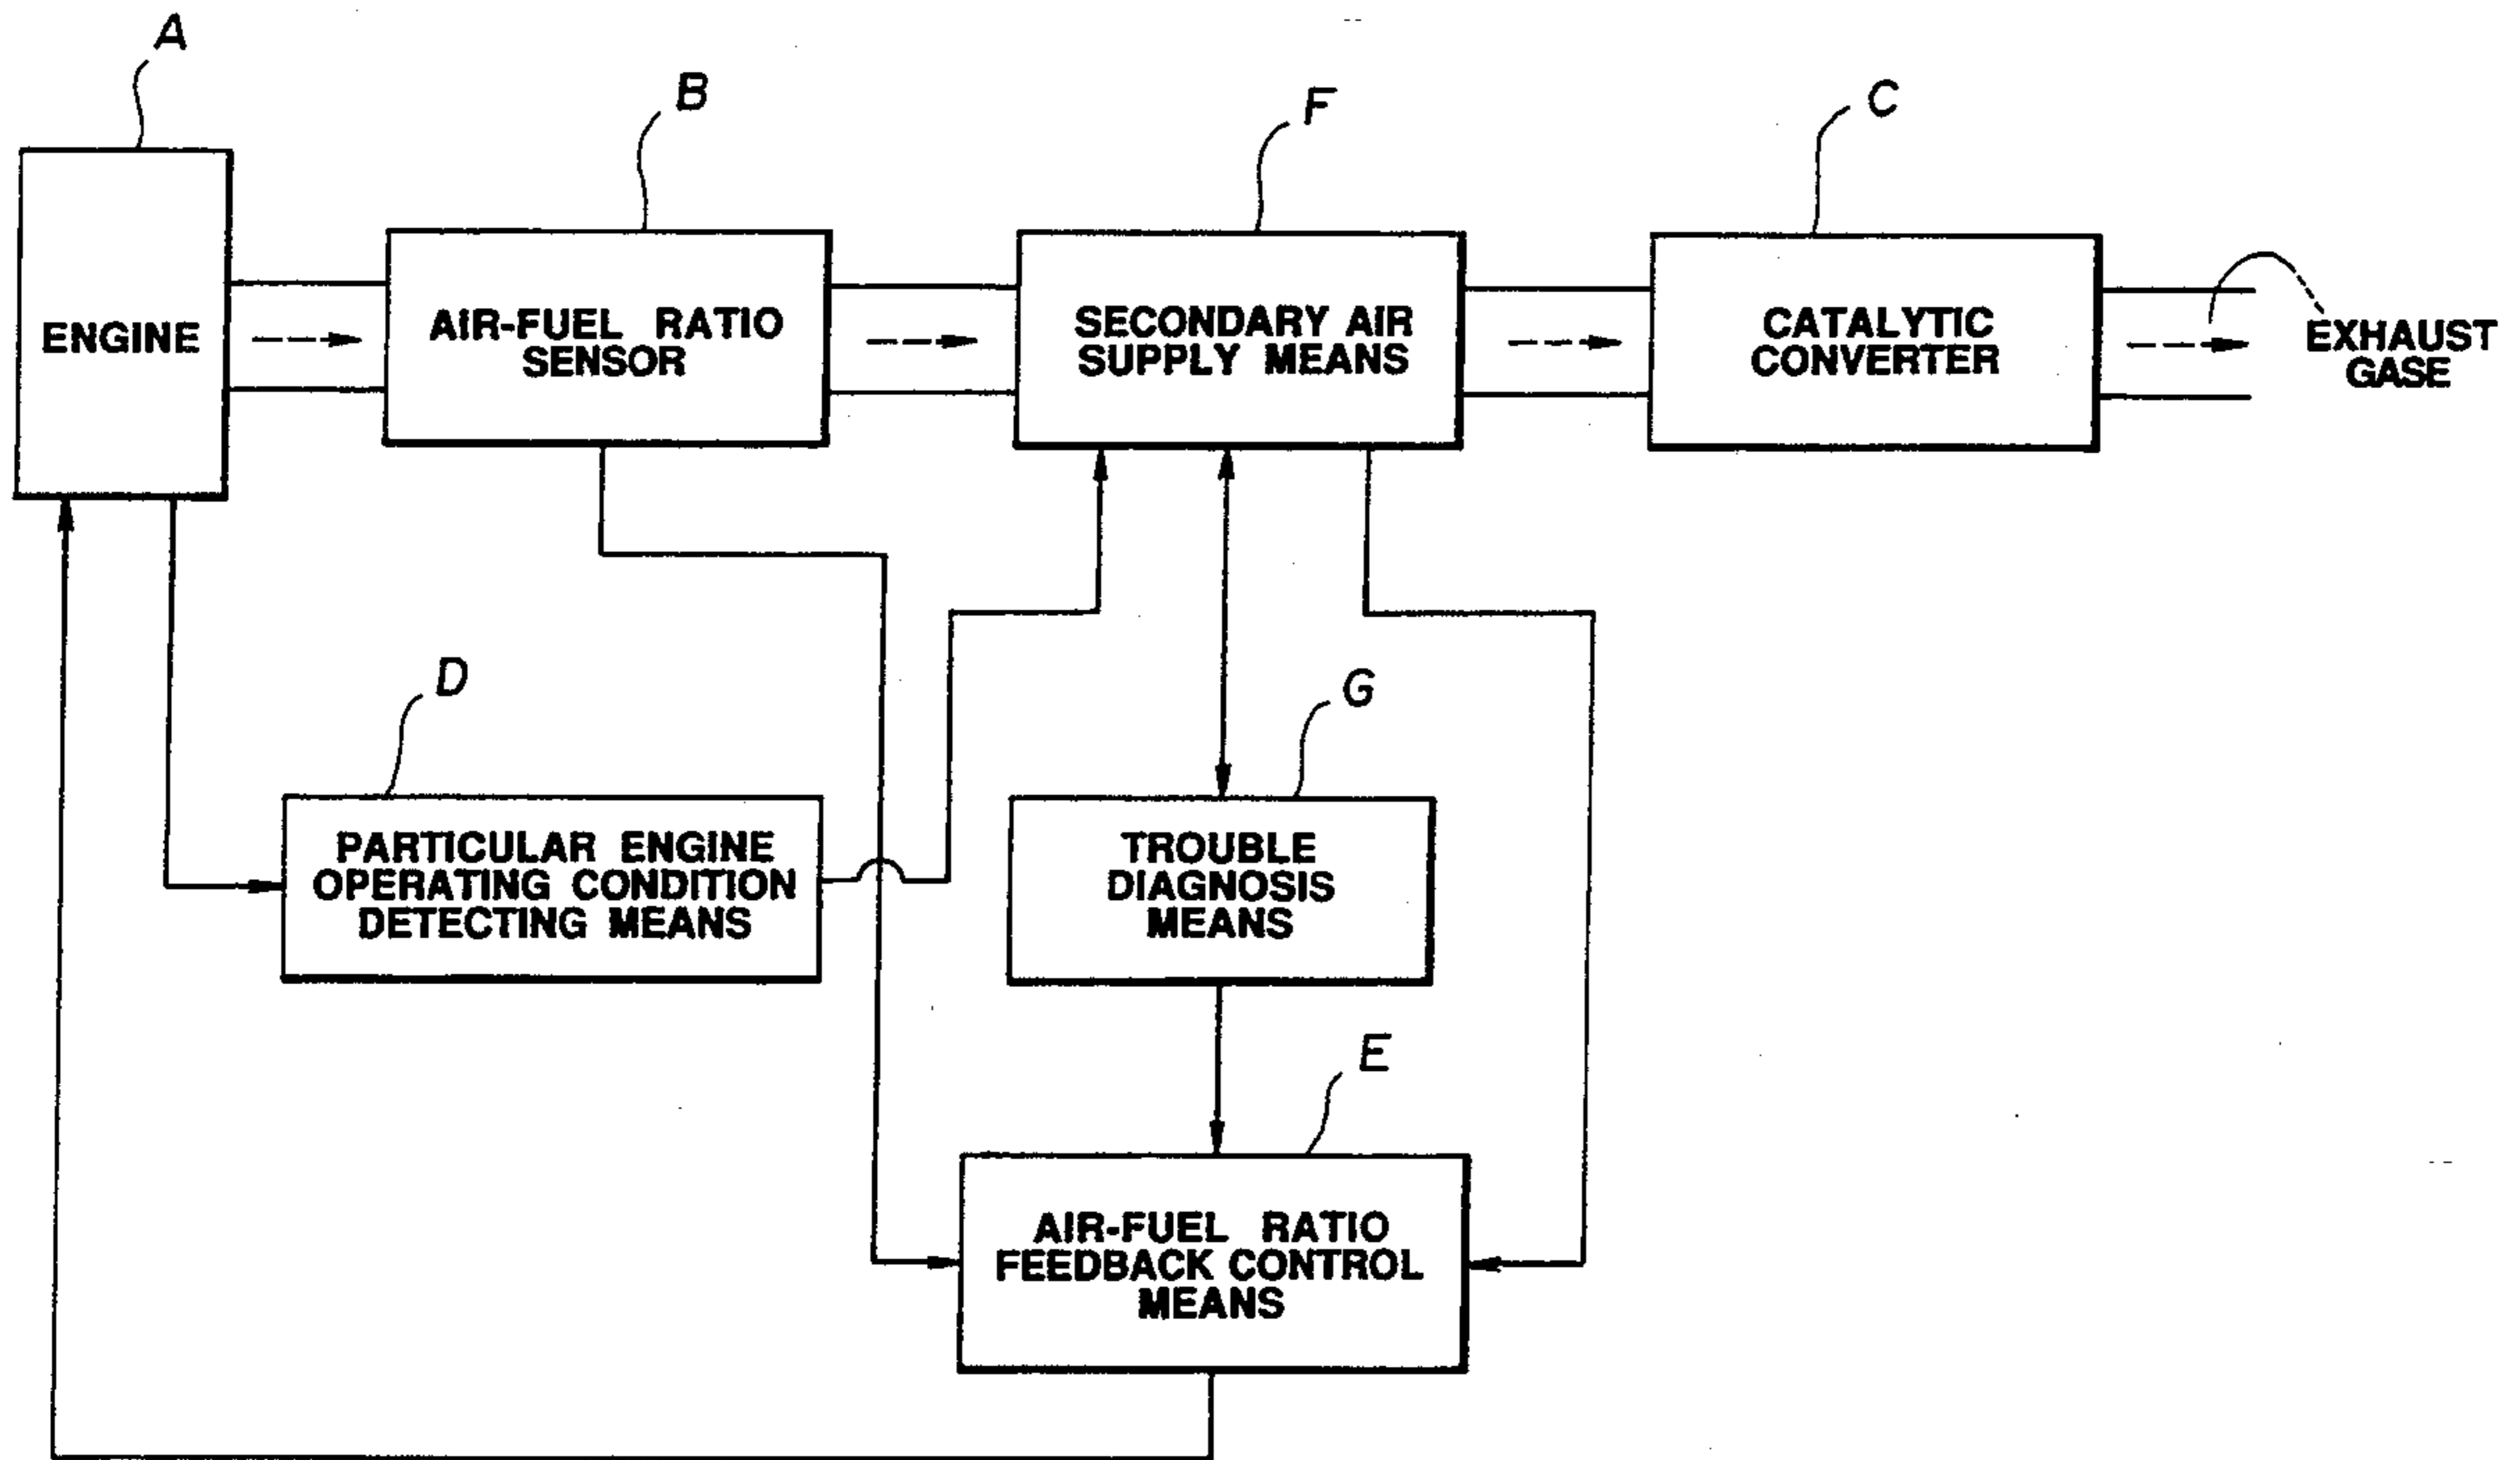 A
B
F
C
ENGINE
AIR-FUEL RATIO
SENSOR
SECONDARY AIR
SUPPLY MEANS
CATALYTIC
CONVERTER
EXHAUST
GASE
D
G
PARTICULAR ENGINE
OPERATING CONDITION
DETECTING MEANS
TROUBLE
DIAGNOSIS
MEANS
E
AIR-FUEL RATIO
FEEDBACK CONTROL
MEANS